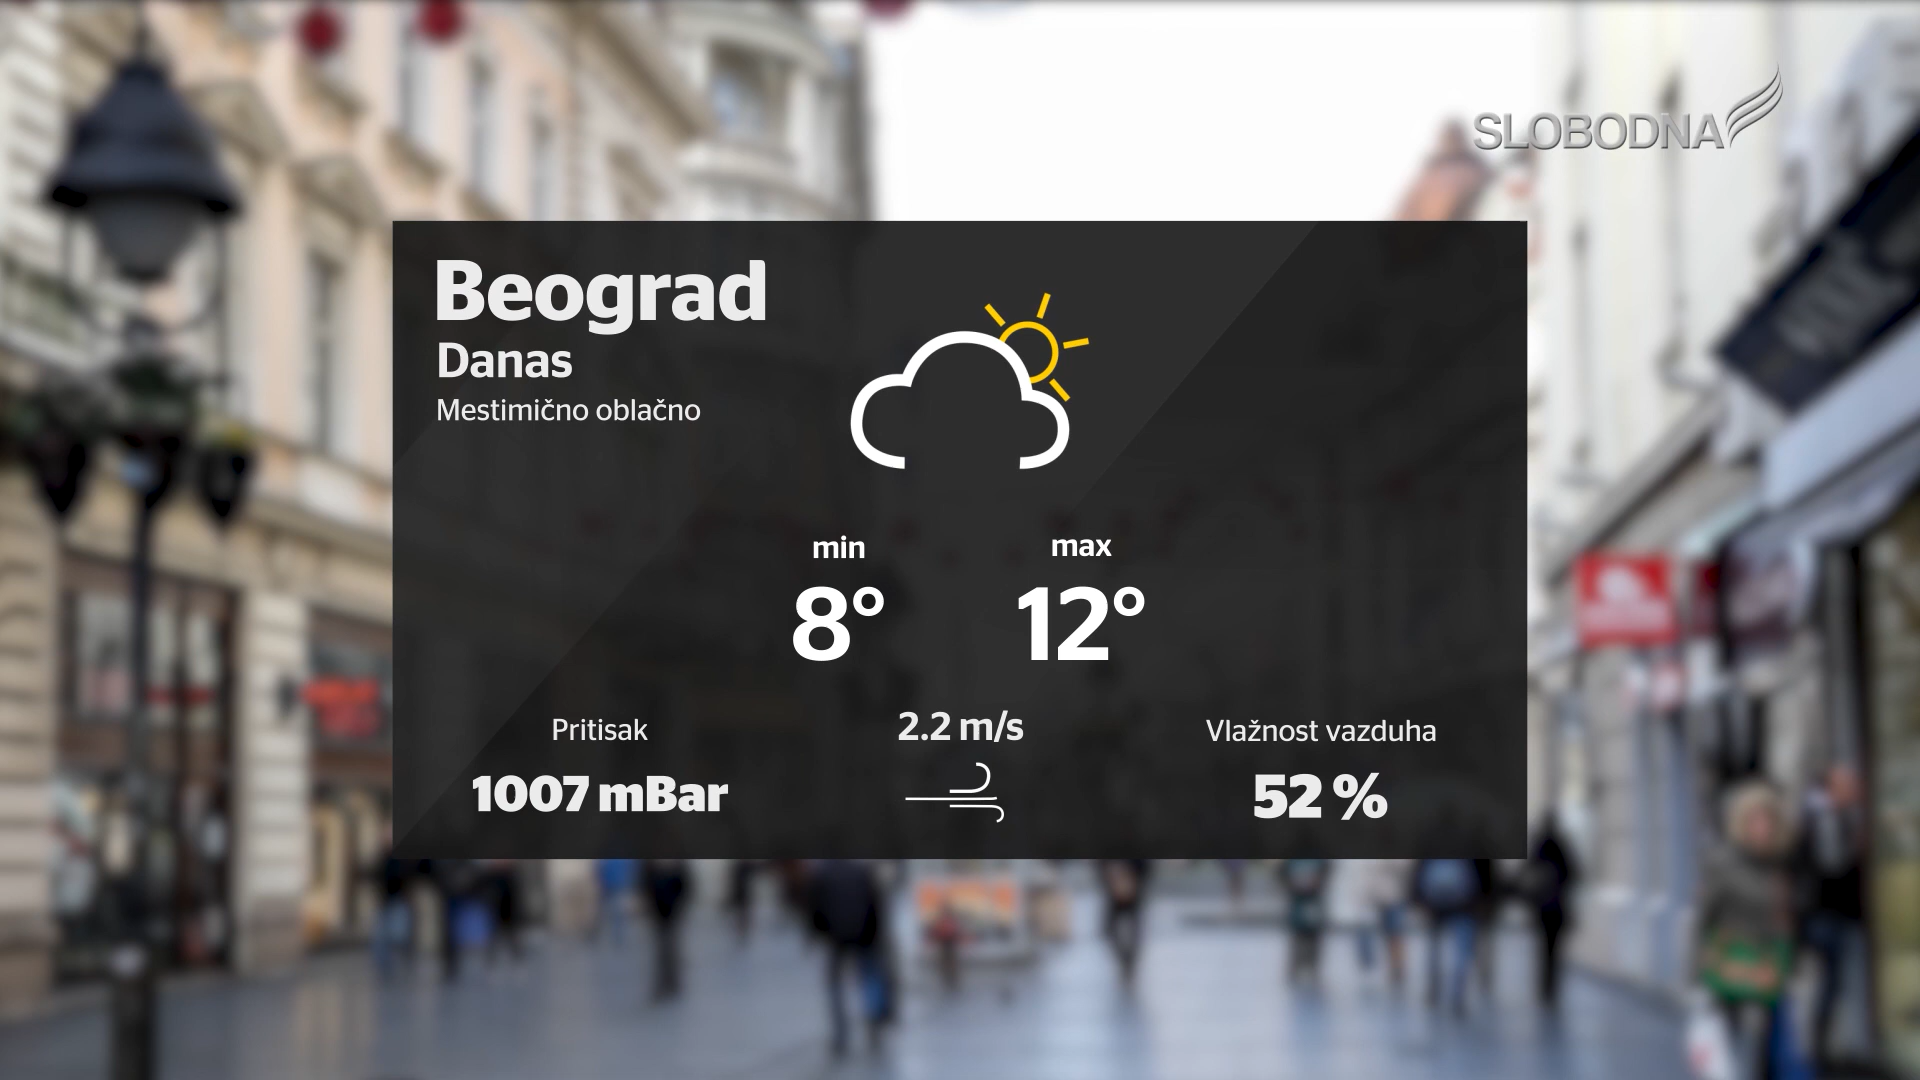 SLOBODNA
Beograd
Danas
Mestimično oblačno
min
max
8°
12°
Pritisak
2.2 m/s
Vlažnost vazduha
1007 mBar
52 %